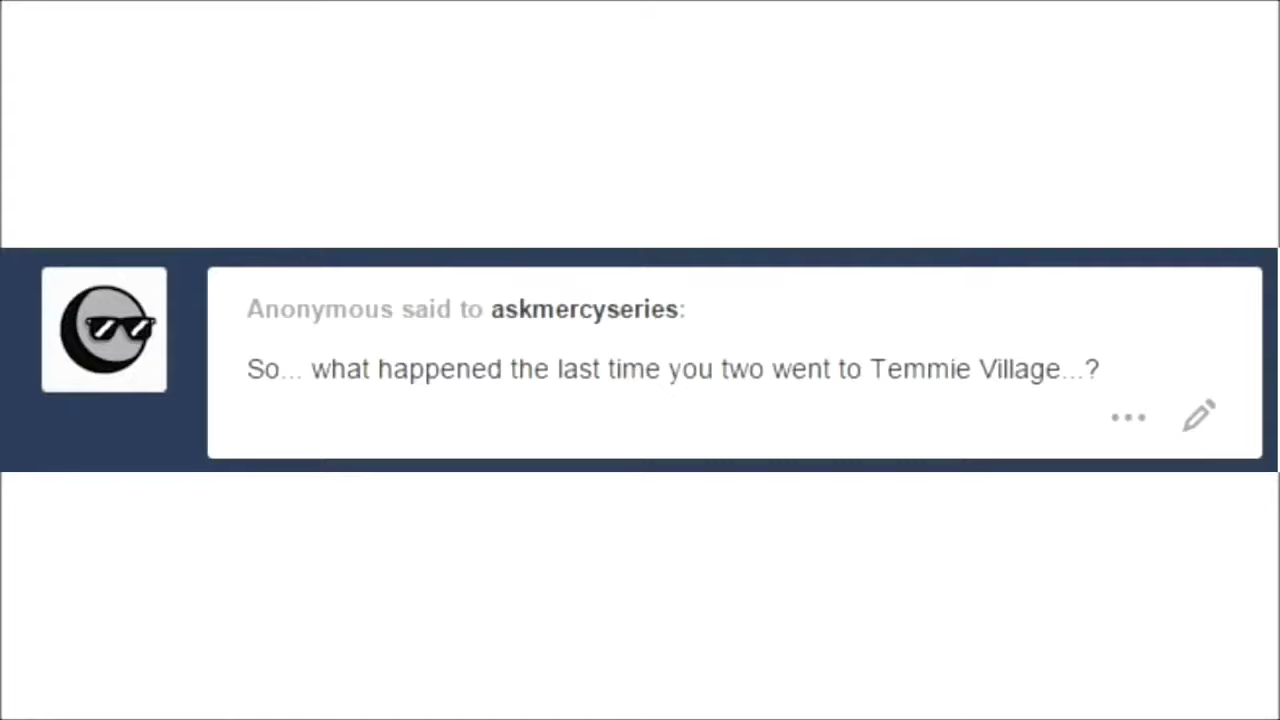 Anonymous said to askmercyseries:
So... what happened the last time you two went to Temmie Village...?